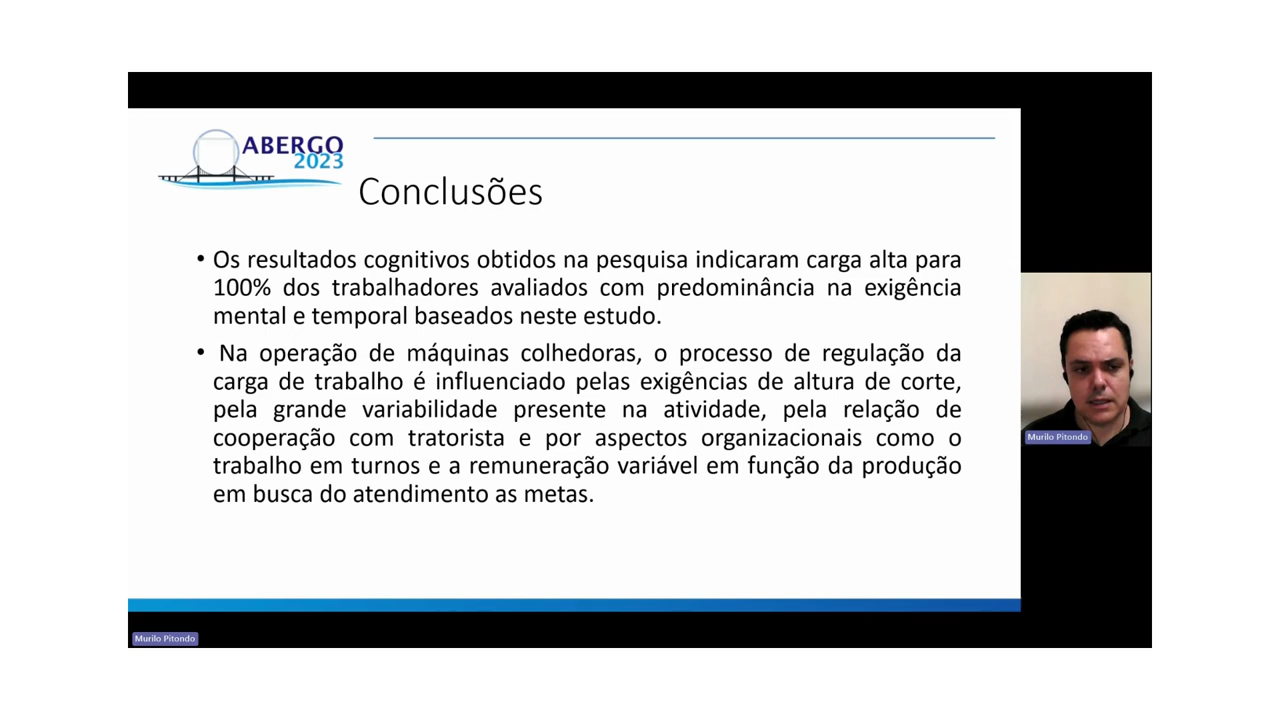 ABERGO
2023
Conclusões
• Os resultados cognitivos obtidos na pesquisa indicaram carga alta para
100% dos trabalhadores avaliados com predominância na exigência
mental e temporal baseados neste estudo.
• Na operação de máquinas colhedoras, o processo de regulação da
carga de trabalho é influenciado pelas exigências de altura de corte,
pela grande variabilidade presente na atividade, pela relação de
cooperação com tratorista e por aspectos organizacionais como o
trabalho em turnos e a remuneração variável em função da produção
em busca do atendimento as metas.
Murilo Pitondo
Murilo Pitondo